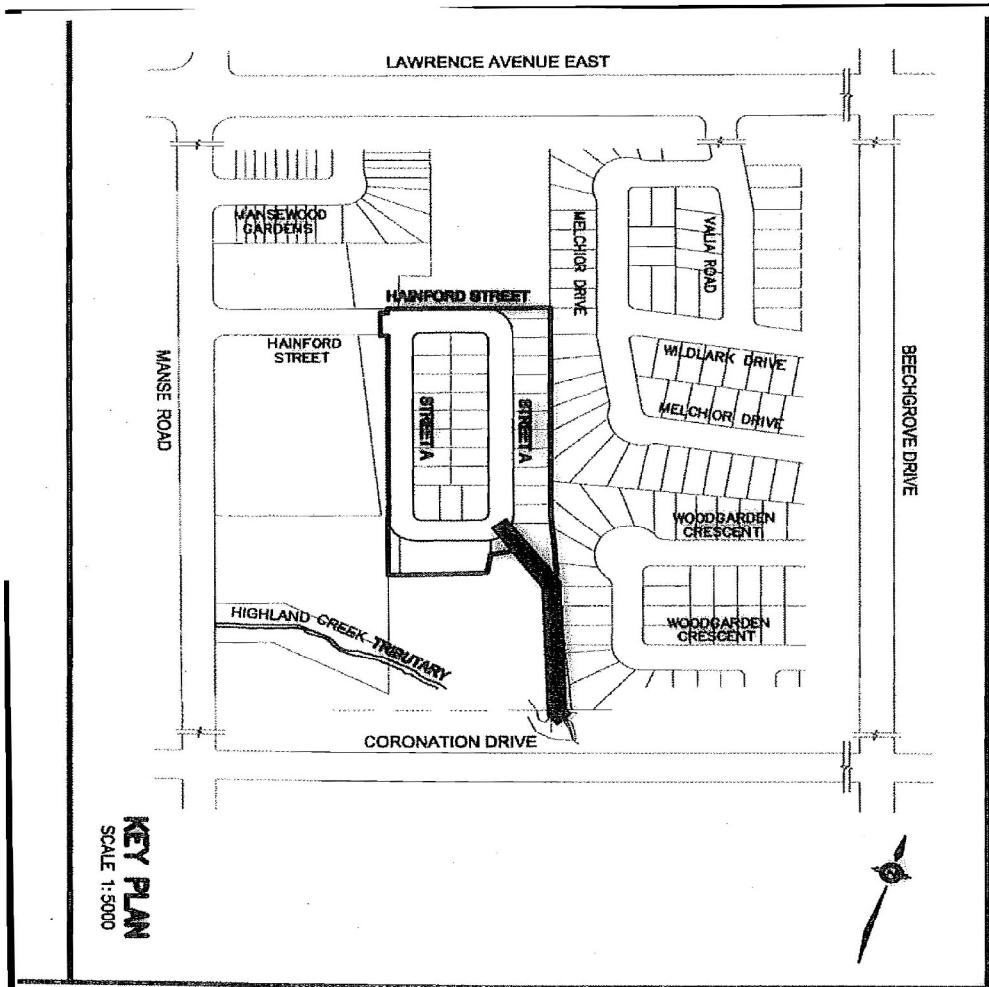 LAWRENCE AVENUE EAST
MANSEWOOD
GARDENS
MELCHIOR DRIVE
VALIA ROAD
HAINFORD STREET
HAINFORD
STREET
MANSE ROAD
WILDLARK DRIVE
BEECHGROVE DRIVE
STREET A
STREET A
MELCHIOR DRIVE
WOODGARDEN
CRESCENT
HIGHLAND CREEK TRIBUTARY
WOODGARDEN
CRESCENT
CORONATION DRIVE
KEY PLAN
SCALE 1:5000
N